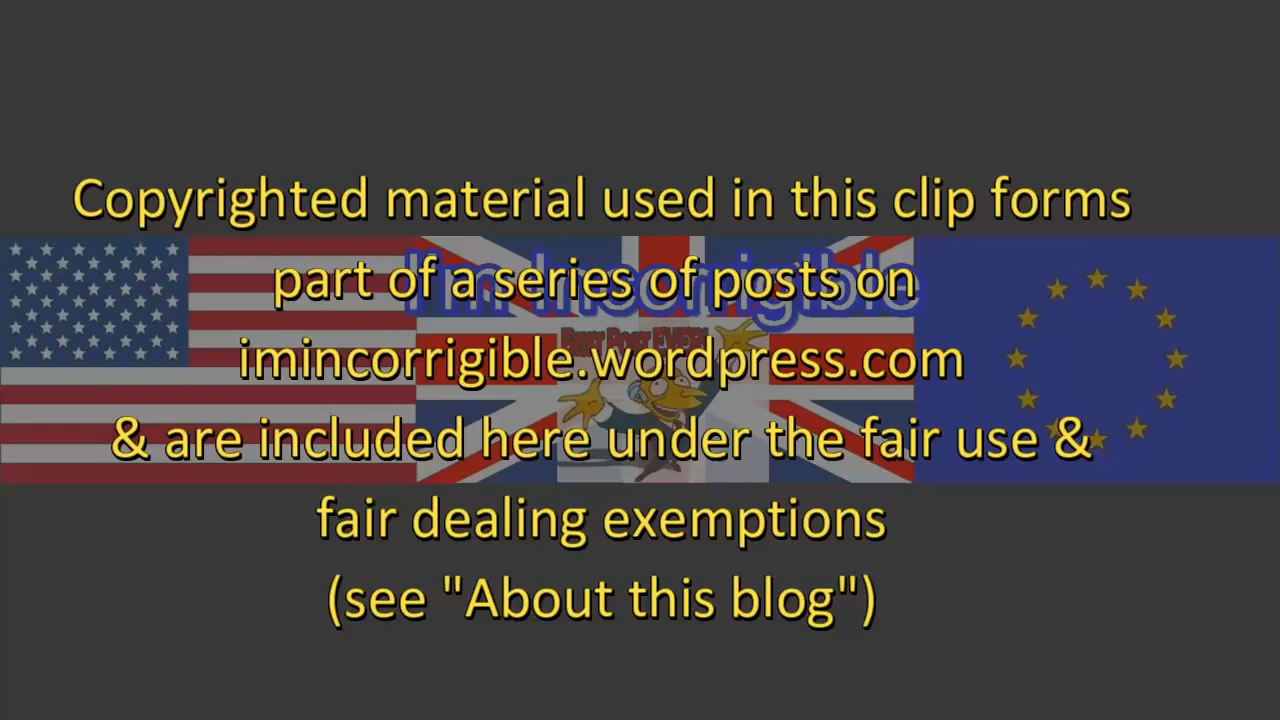 Copyrighted material used in this clip forms
I'm Incorrigible
part of a series of posts on
imincorrigible.wordpress.com
& are included here under the fair use &
fair dealing exemptions
(see "About this blog")